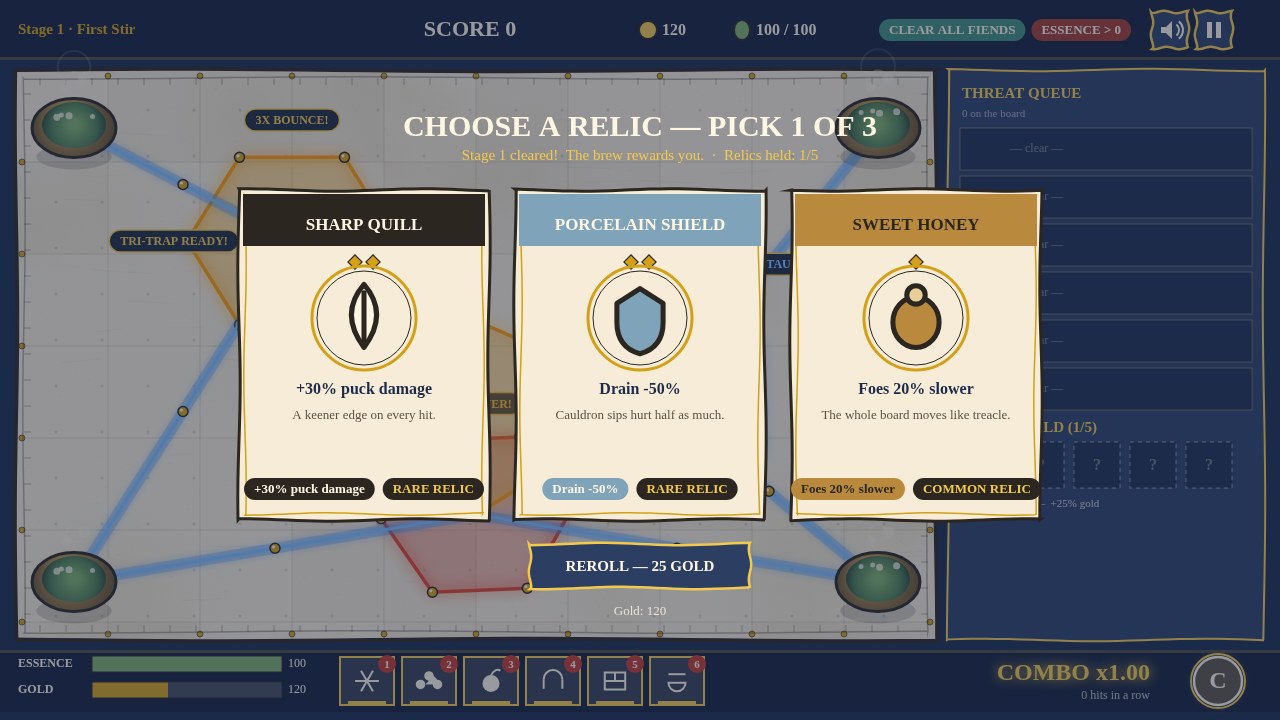 Stage 1 · First Stir
SCORE 0
120
100 / 100
CLEAR ALL FIENDS
ESSENCE > 0
THREAT QUEUE
0 on the board
— clear —
3X BOUNCE!
CHOOSE A RELIC — PICK 1 OF 3
Stage 1 cleared! The brew rewards you. · Relics held: 1/5
TRI-TRAP READY!
SHARP QUILL
PORCELAIN SHIELD
SWEET HONEY
+30% puck damage
Drain -50%
Foes 20% slower
A keener edge on every hit.
Cauldron sips hurt half as much.
The whole board moves like treacle.
(1/5)
? ? ?
+30% puck damage
RARE RELIC
Drain -50%
RARE RELIC
Foes 20% slower
COMMON RELIC
+25% gold
REROLL — 25 GOLD
Gold: 120
ESSENCE
100
GOLD
120
1
2
3
4
5
6
COMBO x1.00
0 hits in a row
C